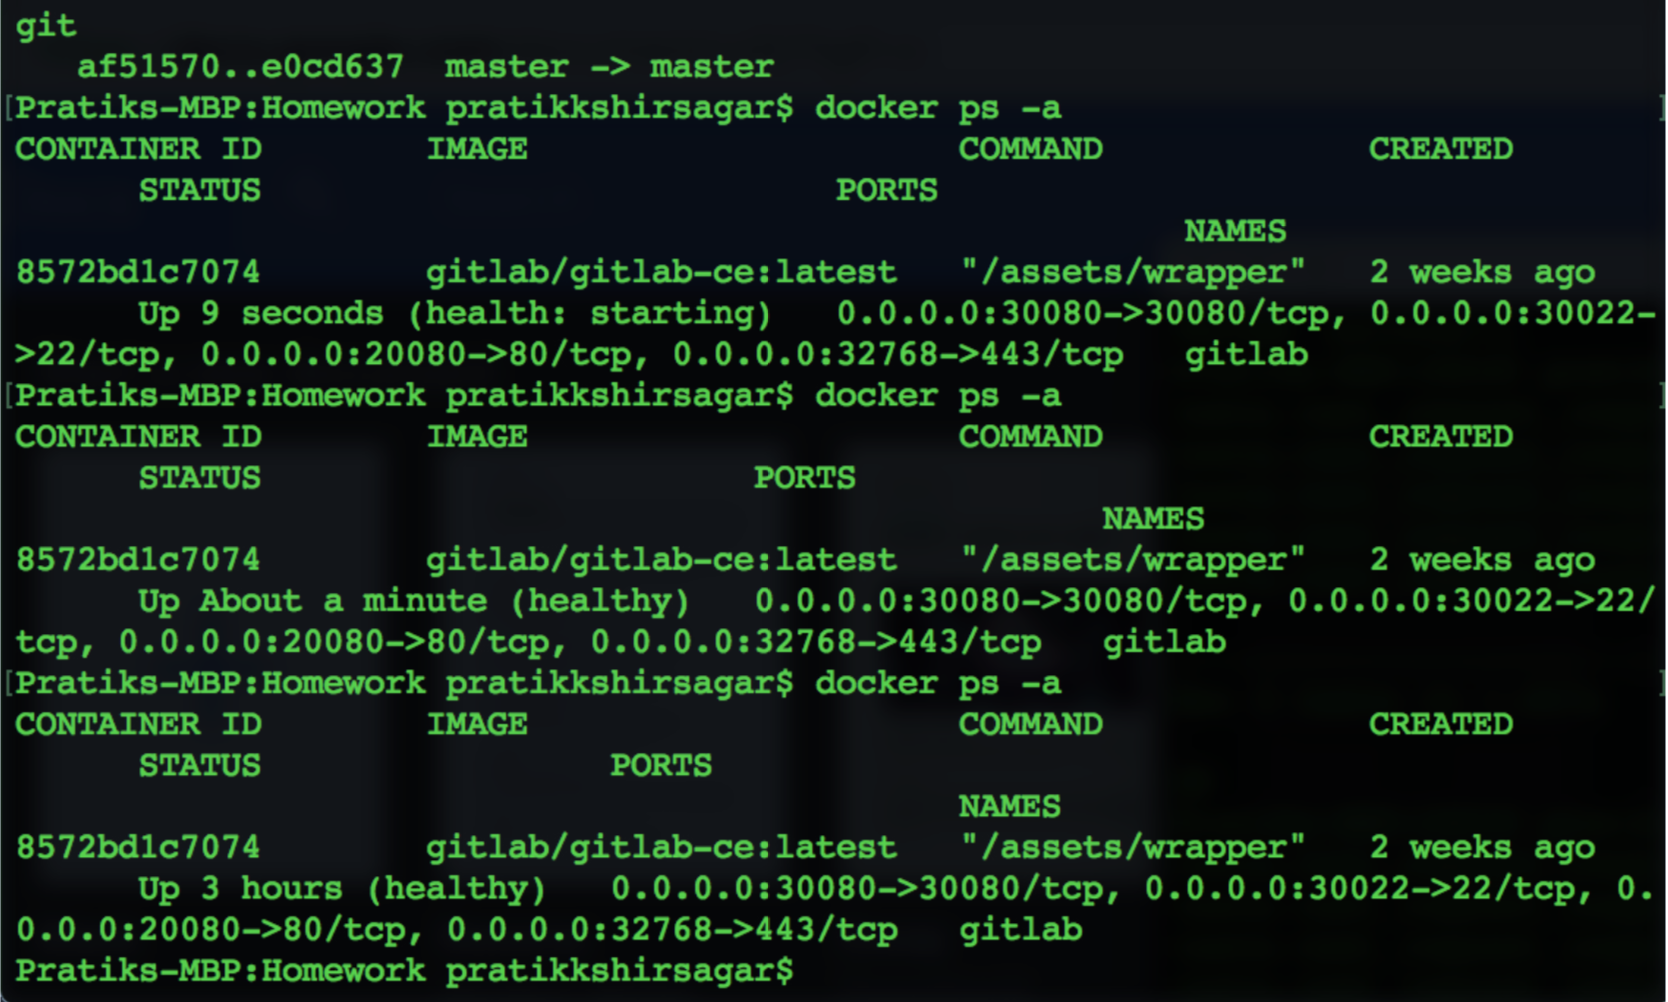 git
   af51570..e0cd637  master -> master
[Pratiks-MBP:Homework pratikkshirsagar$ docker ps -a ]
CONTAINER ID        IMAGE                     COMMAND             CREATED
      STATUS                            PORTS
                                                         NAMES
8572bd1c7074        gitlab/gitlab-ce:latest   "/assets/wrapper"   2 weeks ago
      Up 9 seconds (health: starting)   0.0.0.0:30080->30080/tcp, 0.0.0.0:30022-
>22/tcp, 0.0.0.0:20080->80/tcp, 0.0.0.0:32768->443/tcp   gitlab
[Pratiks-MBP:Homework pratikkshirsagar$ docker ps -a ]
CONTAINER ID        IMAGE                     COMMAND             CREATED
      STATUS                        PORTS
                                                     NAMES
8572bd1c7074        gitlab/gitlab-ce:latest   "/assets/wrapper"   2 weeks ago
      Up About a minute (healthy)   0.0.0.0:30080->30080/tcp, 0.0.0.0:30022->22/
tcp, 0.0.0.0:20080->80/tcp, 0.0.0.0:32768->443/tcp   gitlab
[Pratiks-MBP:Homework pratikkshirsagar$ docker ps -a ]
CONTAINER ID        IMAGE                     COMMAND             CREATED
      STATUS                 PORTS
                                              NAMES
8572bd1c7074        gitlab/gitlab-ce:latest   "/assets/wrapper"   2 weeks ago
      Up 3 hours (healthy)   0.0.0.0:30080->30080/tcp, 0.0.0.0:30022->22/tcp, 0.
0.0.0:20080->80/tcp, 0.0.0.0:32768->443/tcp   gitlab
Pratiks-MBP:Homework pratikkshirsagar$